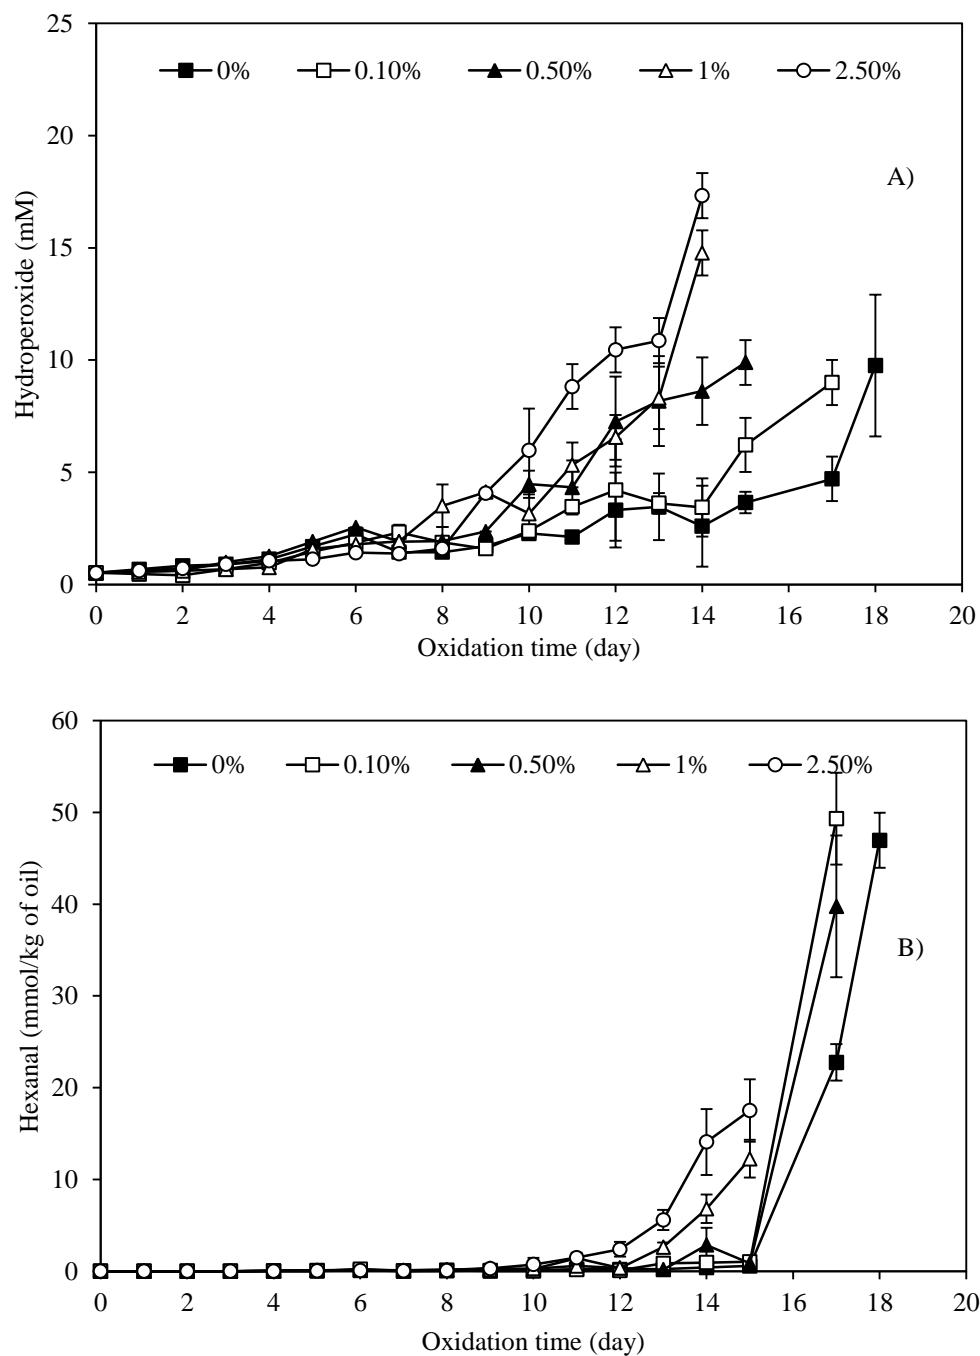 25
0% 0.10% 0.50% 1% 2.50%
20
A)
15
10
5
0
Hydroperoxide (mM)
0 2 4 6 8 10 12 14 16 18 20
Oxidation time (day)
60
0% 0.10% 0.50% 1% 2.50%
50
40
B)
30
20
10
0
Hexanal (mmol/kg of oil)
0 2 4 6 8 10 12 14 16 18 20
Oxidation time (day)